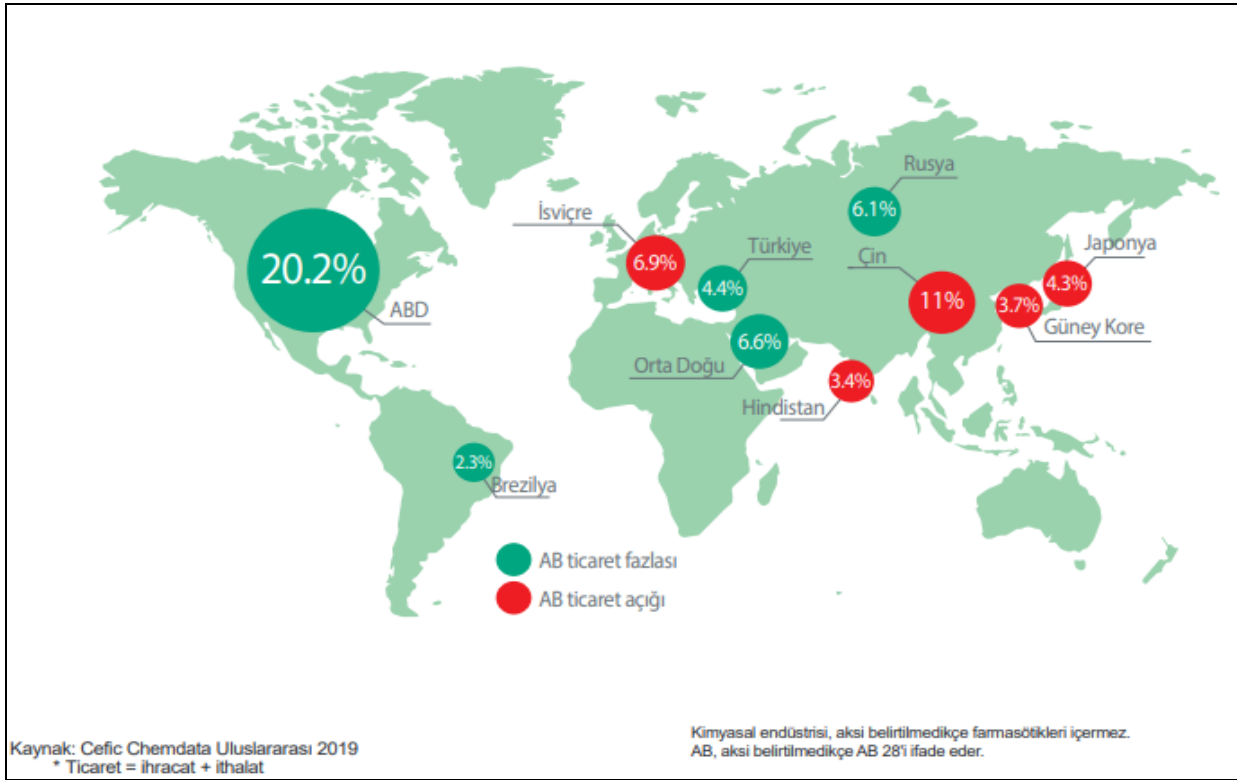 Rusya
6.1%
İsviçre
6.9%
Türkiye
4.4%
Çin
11%
Japonya
4.3%
3.7%
Güney Kore
20.2%
ABD
6.6%
Orta Doğu
3.4%
Hindistan
2.3%
Brezilya
AB ticaret fazlası
AB ticaret açığı
Kaynak: Cefic Chemdata Uluslararası 2019
* Ticaret = ihracat + ithalat
Kimyasal endüstrisi, aksi belirtilmedikçe farmasötikleri içermez.
AB, aksi belirtilmedikçe AB 28'i ifade eder.